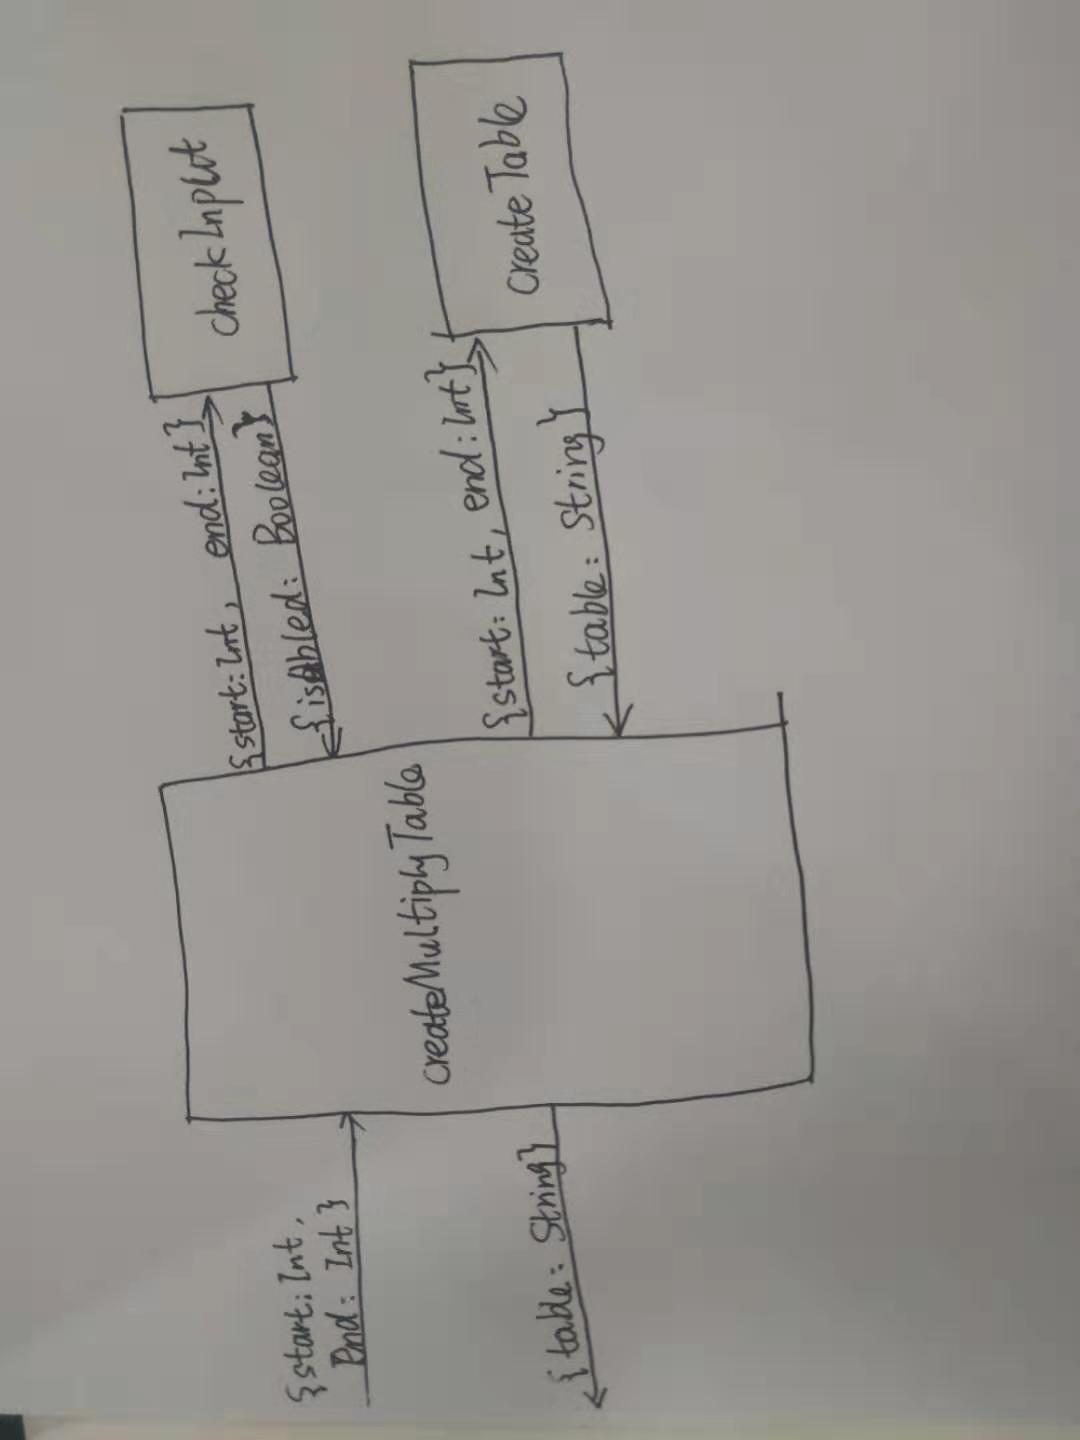 {start: Int,
End: Int}
{table: String}
createMultiplyTable
{start: Int, end: Int}
{isAbled: Boolean}
checkInput
{start: Int, end: Int}
{table: String}
createTable